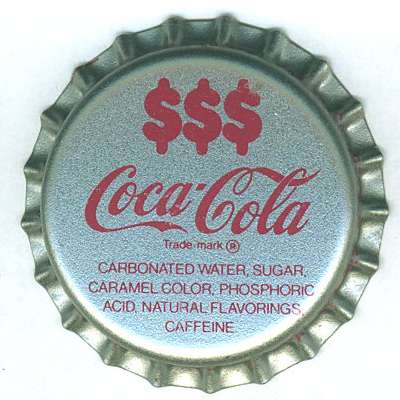 $$$
Coca-Cola
Trade-mark ®
CARBONATED WATER, SUGAR,
CARAMEL COLOR, PHOSPHORIC
ACID, NATURAL FLAVORINGS,
CAFFEINE